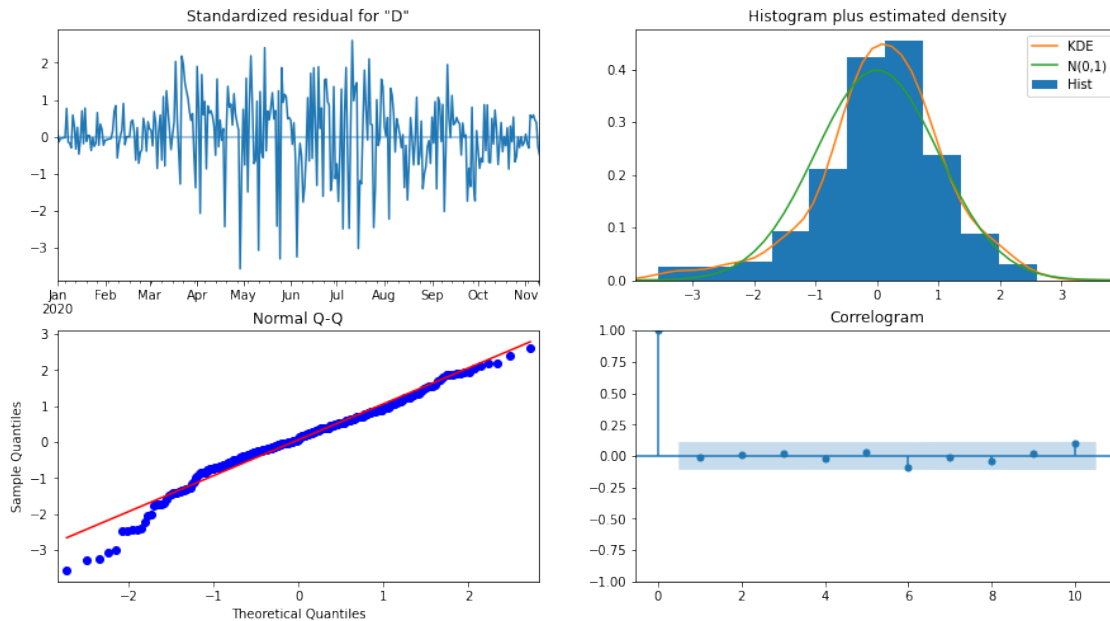 Standardized residual for "D"
2
1
0
−1
−2
−3
Jan Feb Mar Apr May Jun Jul Aug Sep Oct Nov
2020
Histogram plus estimated density
KDE
N(0,1)
Hist
0.4
0.3
0.2
0.1
0.0
−3 −2 −1 0 1 2 3
Normal Q-Q
Sample Quantiles
3
2
1
0
−1
−2
−3
−2 −1 0 1 2
Theoretical Quantiles
Correlogram
1.00
0.75
0.50
0.25
0.00
−0.25
−0.50
−0.75
−1.00
0 2 4 6 8 10